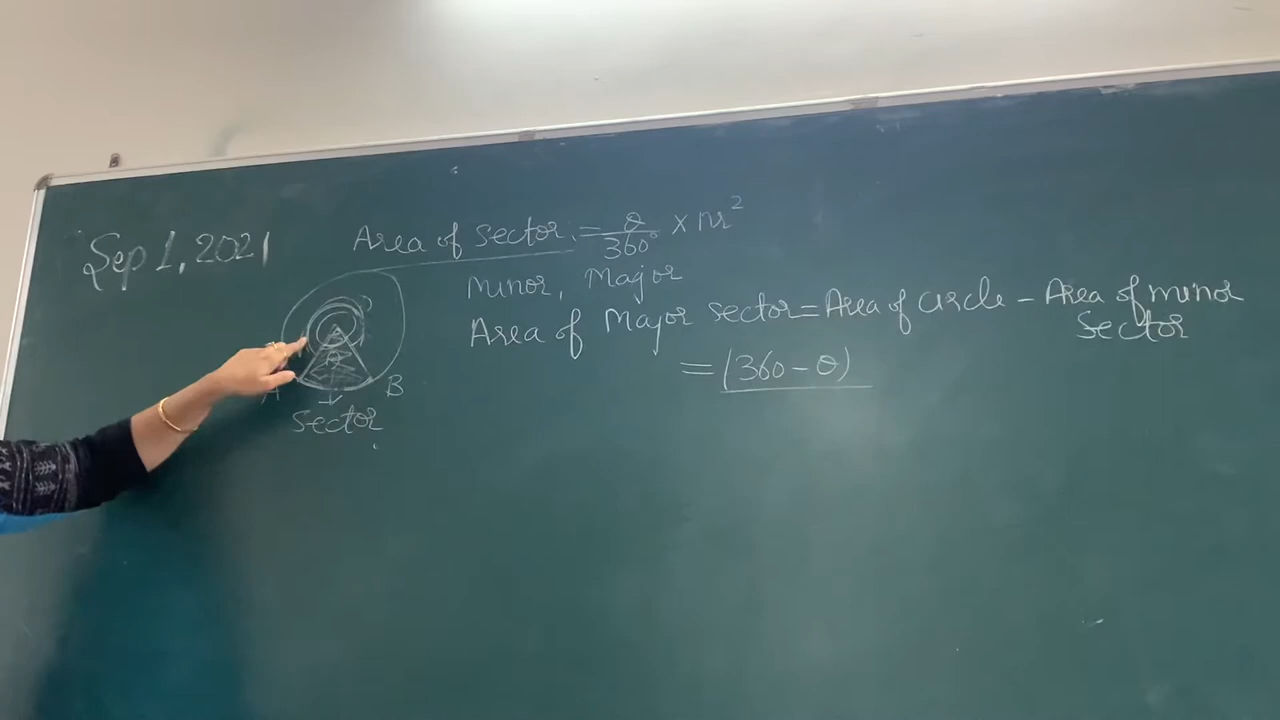 Sep 1, 2021
Area of Sector = θ/360° × πr²
Minor, Major
Area of Major sector = Area of circle - Area of minor Sector
= (360 - θ)
A B
Sector